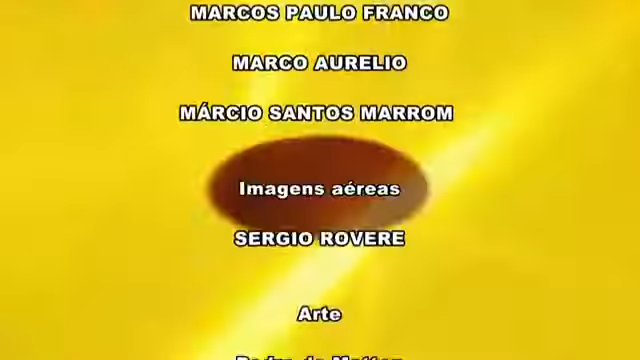 MARCOS PAULO FRANCO
MARCO AURELIO
MÁRCIO SANTOS MARROM
Imagens aéreas
SERGIO ROVERE
Arte